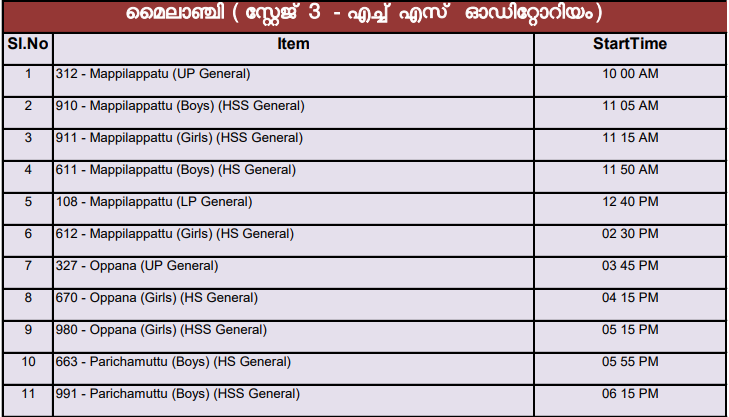 മൈലാഞ്ചി ( സ്റ്റേജ് 3 - എച്ച് എസ് ഓഡിറ്റോറിയം)
Sl.No Item StartTime
1 312 - Mappilappatu (UP General) 10 00 AM
2 910 - Mappilappattu (Boys) (HSS General) 11 05 AM
3 911 - Mappilappattu (Girls) (HSS General) 11 15 AM
4 611 - Mappilappattu (Boys) (HS General) 11 50 AM
5 108 - Mappilappattu (LP General) 12 40 PM
6 612 - Mappilappattu (Girls) (HS General) 02 30 PM
7 327 - Oppana (UP General) 03 45 PM
8 670 - Oppana (Girls) (HS General) 04 15 PM
9 980 - Oppana (Girls) (HSS General) 05 15 PM
10 663 - Parichamuttu (Boys) (HS General) 05 55 PM
11 991 - Parichamuttu (Boys) (HSS General) 06 15 PM